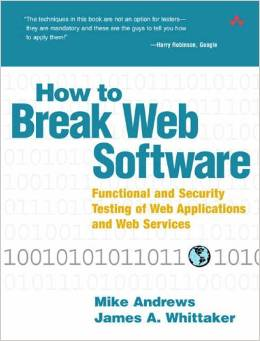 "The techniques in this book are not an option for testers—
they are mandatory and these are the guys to tell you how
to apply them!"
—Harry Robinson, Google
How to
Break Web
Software
Functional and Security
Testing of Web Applications
and Web Services
10010101011011
Mike Andrews
James A. Whittaker